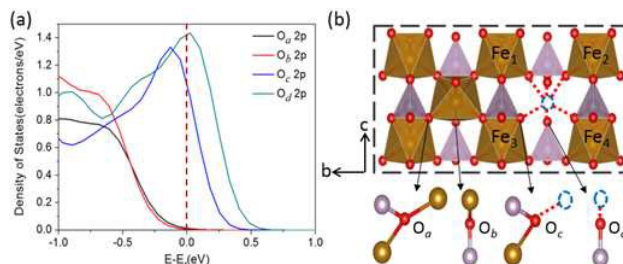 (a)
Density of States(electrons/eV)
1.4
1.2
1.0
0.8
0.6
0.4
0.2
0.0
-1.0
-0.5
0.0
0.5
1.0
E-Ef(eV)
Oa 2p
Ob 2p
Oc 2p
Od 2p
(b)
Fe1
Fe2
Fe3
Fe4
c
b
Oa
Ob
Oc
Od